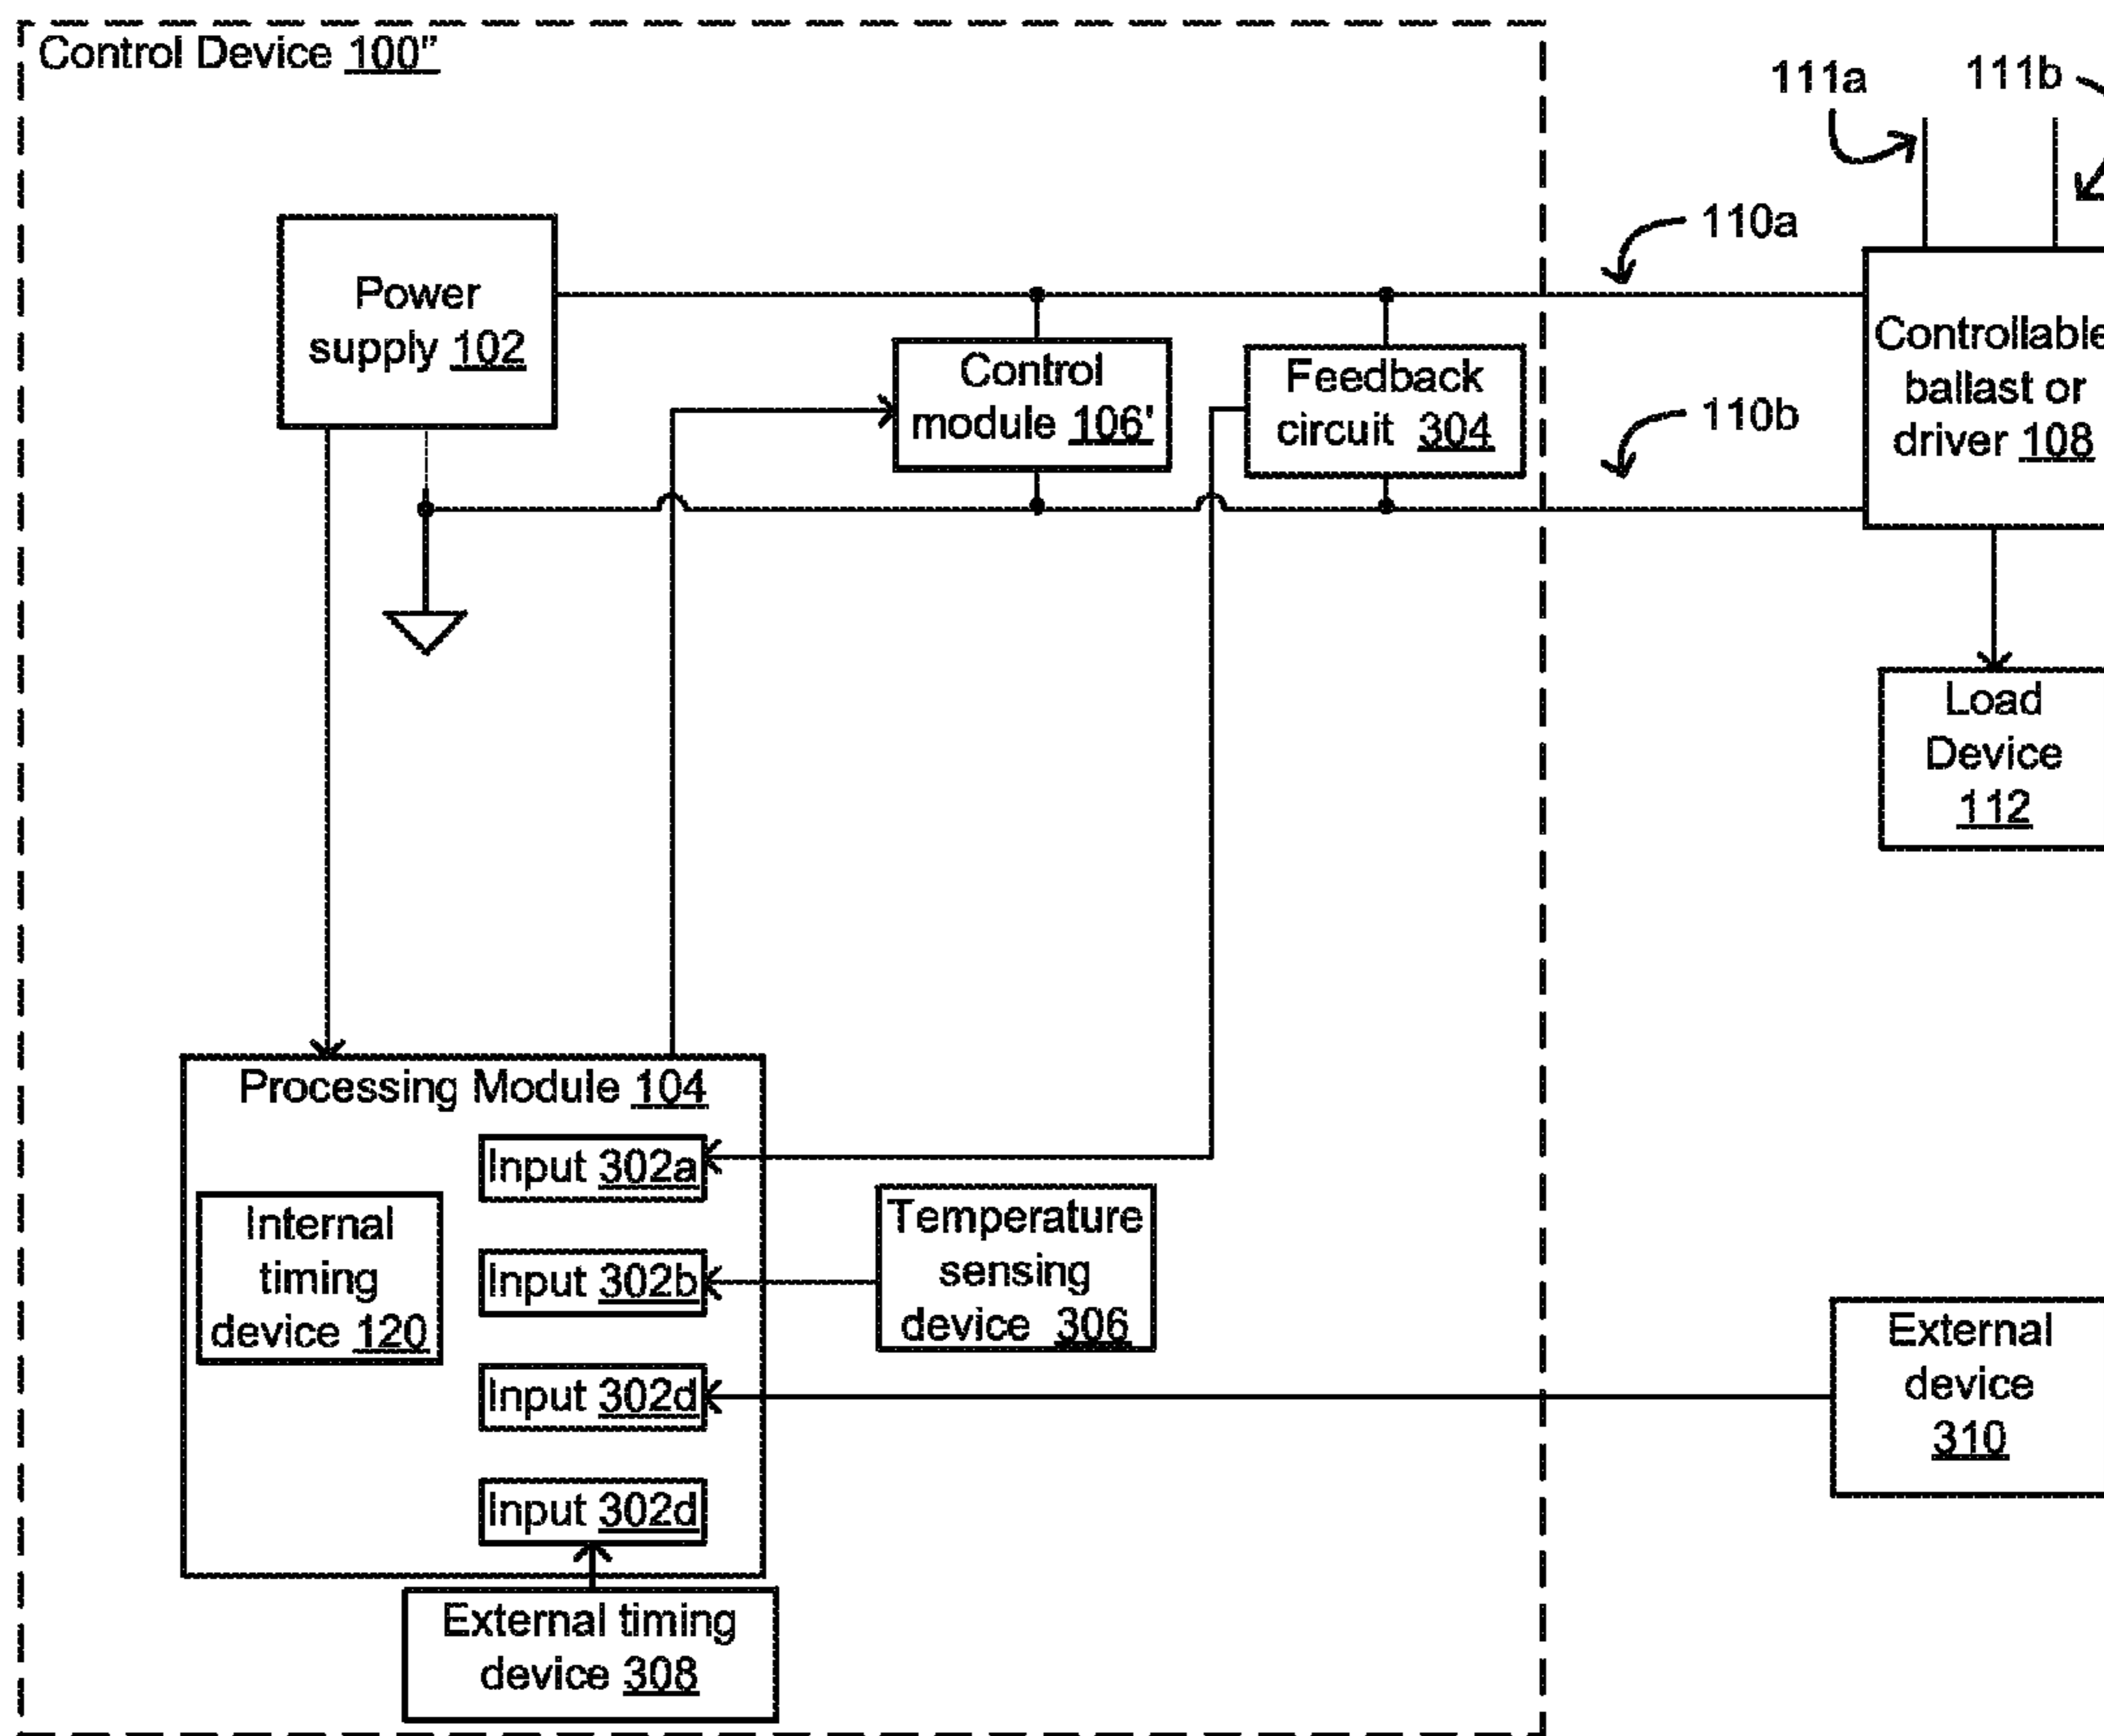 Control Device 100"
111a
111b
110a
Power
supply 102
Control
module 106'
Feedback
circuit 304
110b
Controllable
ballast or
driver 108
Load
Device
112
Processing Module 104
Input 302a
Internal
timing
device 120
Input 302b
Temperature
sensing
device 306
Input 302d
External
device
310
Input 302d
External timing
device 308